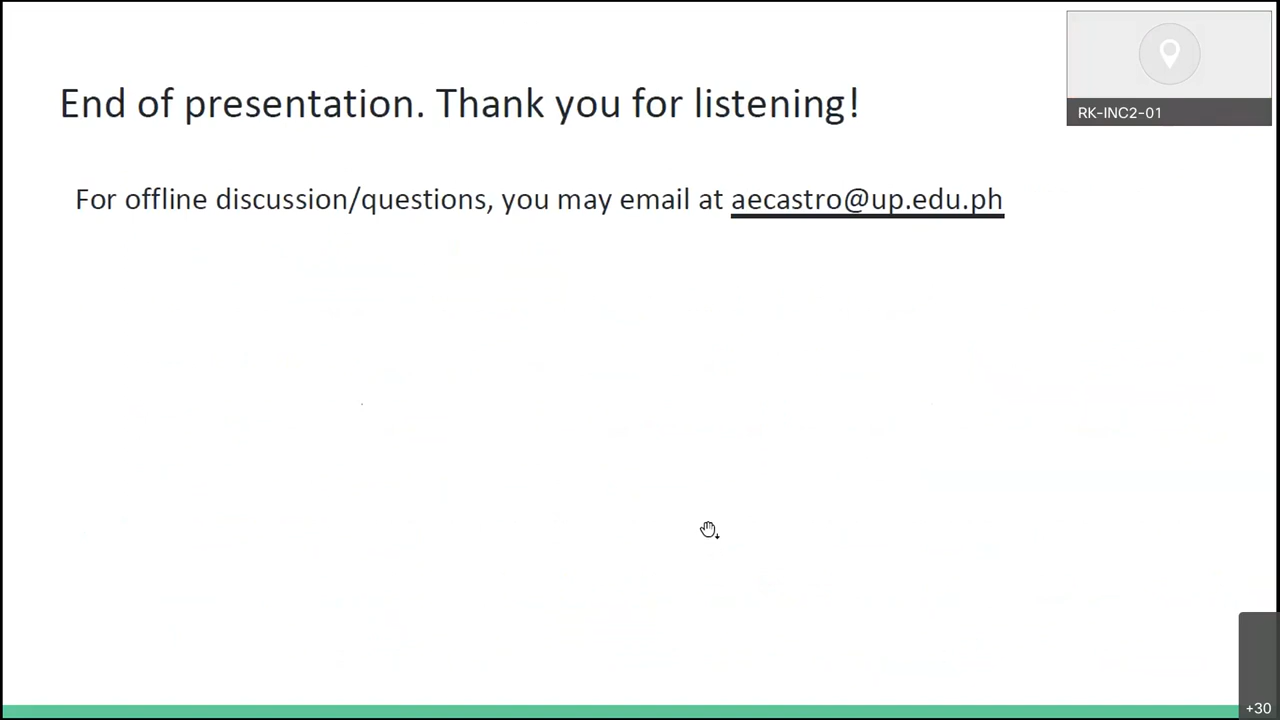 End of presentation. Thank you for listening!
RK-INC2-01
For offline discussion/questions, you may email at aecastro@up.edu.ph
+30